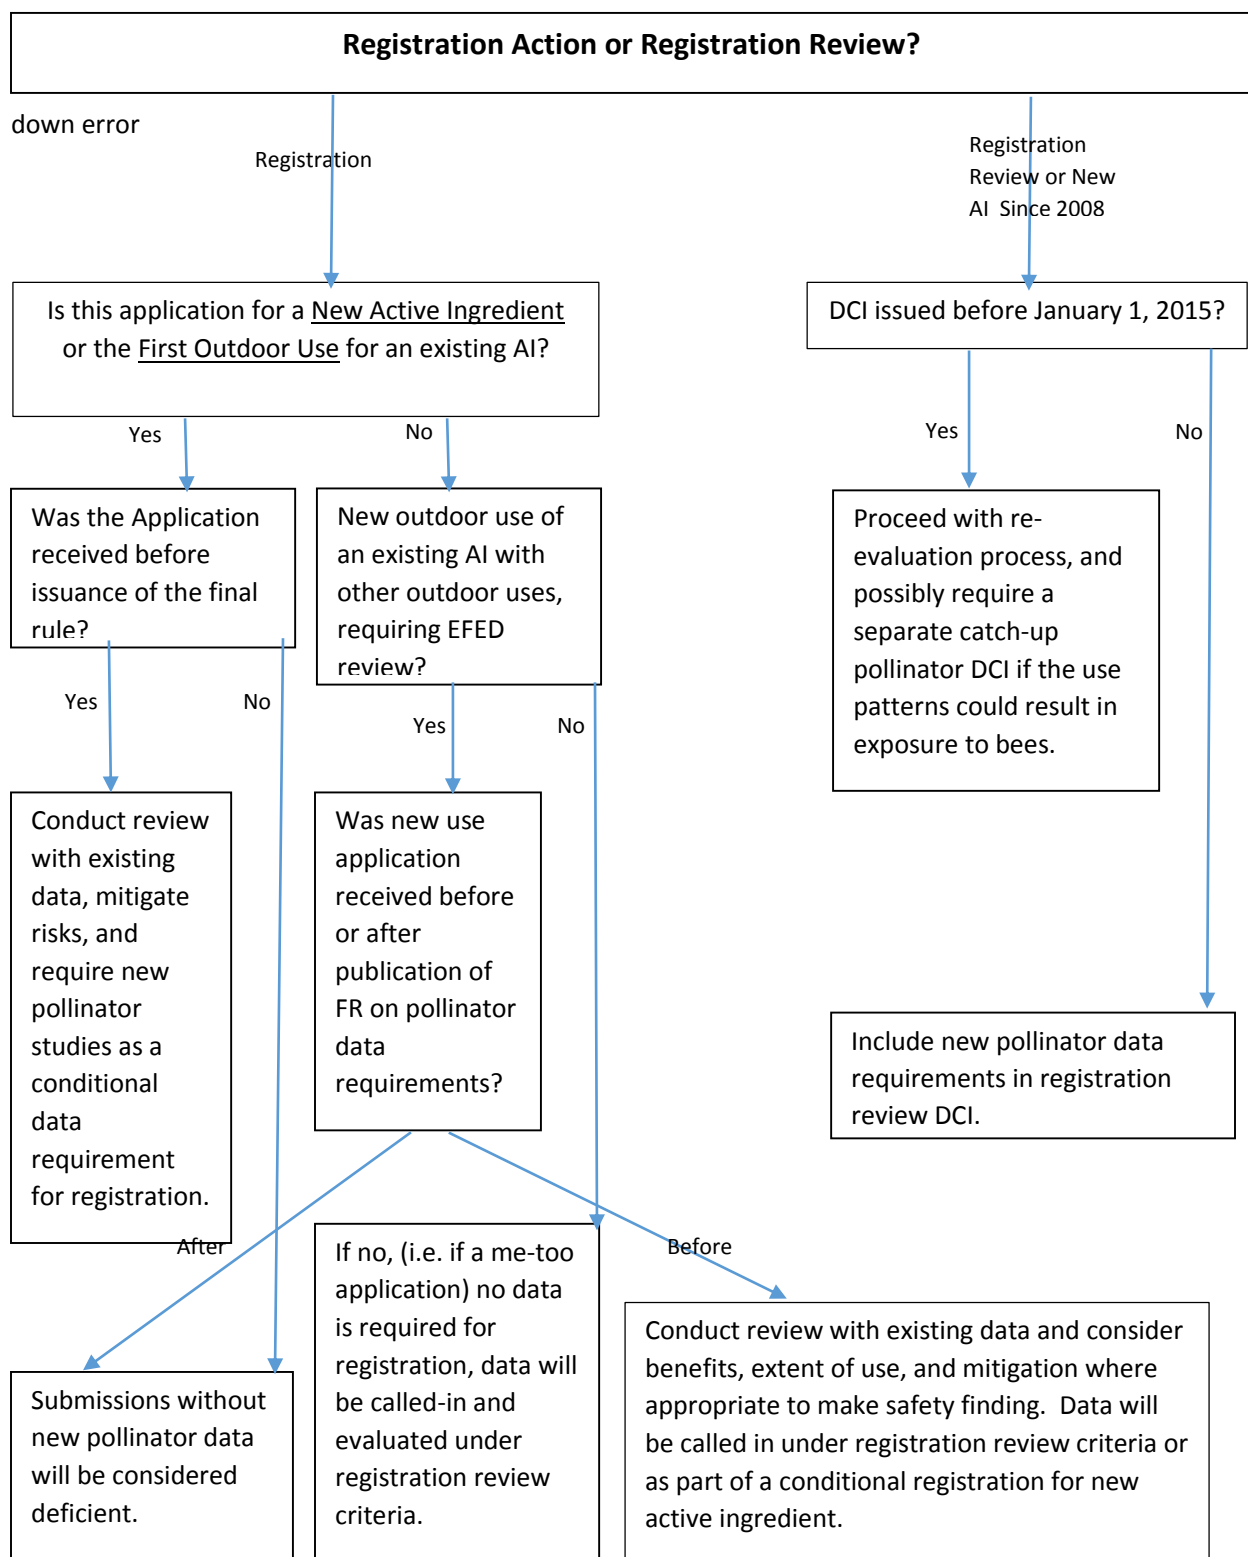 Registration Action or Registration Review?
down error
Registration
Registration
Review or New
AI  Since 2008
Is this application for a New Active Ingredient
or the First Outdoor Use for an existing AI?
DCI issued before January 1, 2015?
Yes
No
Yes
No
Was the Application
received before
issuance of the final
rule?
New outdoor use of
an existing AI with
other outdoor uses,
requiring EFED
review?
Proceed with re-
evaluation process, and
possibly require a
separate catch-up
pollinator DCI if the use
patterns could result in
exposure to bees.
Yes
No
Yes
No
Conduct review
with existing
data, mitigate
risks, and
require new
pollinator
studies as a
conditional
data
requirement
for registration.
Was new use
application
received before
or after
publication of
FR on pollinator
data
requirements?
Include new pollinator data
requirements in registration
review DCI.
After
Before
Submissions without
new pollinator data
will be considered
deficient.
If no, (i.e. if a me-too
application) no data
is required for
registration, data will
be called-in and
evaluated under
registration review
criteria.
Conduct review with existing data and consider
benefits, extent of use, and mitigation where
appropriate to make safety finding.  Data will
be called in under registration review criteria or
as part of a conditional registration for new
active ingredient.